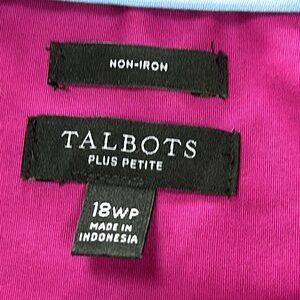 NON-IRON
TALBOTS
PLUS PETITE
18WP
MADE IN
INDONESIA